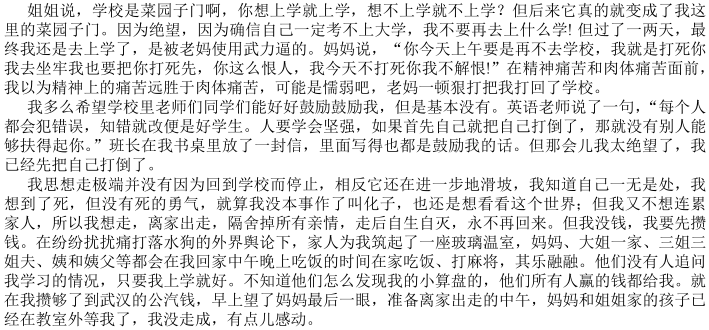 姐姐说，学校是菜园子门啊，你想上学就上学，想不上学就不上学？但后来它真的就变成了我这
里的菜园子门。因为绝望，因为确信自己一定考不上大学，我不要再去上什么学! 但过了一两天，最
终我还是去上学了，是被老妈使用武力逼的。妈妈说，“你今天上午要是再不去学校，我就是打死你
我去坐牢我也要把你打死先，你这么恨人，我今天不打死你我不解恨!”在精神痛苦和肉体痛苦面前，
我以为精神上的痛苦远胜于肉体痛苦，可能是懦弱吧，老妈一顿狠打把我打回了学校。
我多么希望学校里老师们同学们能好好鼓励鼓励我，但是基本没有。英语老师说了一句，“每个人
都会犯错误，知错就改便是好学生。人要学会坚强，如果首先自己就把自己打倒了，那就没有别人能
够扶得起你。”班长在我书桌里放了一封信，里面写得也都是鼓励我的话。但那会儿我太绝望了，我
已经先把自己打倒了。
我思想走极端并没有因为回到学校而停止，相反它还在进一步地滑坡，我知道自己一无是处，我
想到了死，但没有死的勇气，就算我没本事作了叫化子，也还是想看看这个世界；但我又不想连累
家人，所以我想走，离家出走，隔舍掉所有亲情，走后自生自灭，永不再回来。但我没钱，我要先攒
钱。在纷纷扰扰痛打落水狗的外界舆论下，家人为我筑起了一座玻璃温室，妈妈、大姐一家、三姐三
姐夫、姨和姨父等都会在我回家中午晚上吃饭的时间在家吃饭、打麻将，其乐融融。他们没有人追问
我学习的情况，只要我上学就好。不知道他们怎么发现我的小算盘的，他们所有人赢的钱都给我。就
在我攒够了到武汉的公汽钱，早上望了妈妈最后一眼，准备离家出走的中午，妈妈和姐姐家的孩子已
经在教室外等我了，我没走成，有点儿感动。